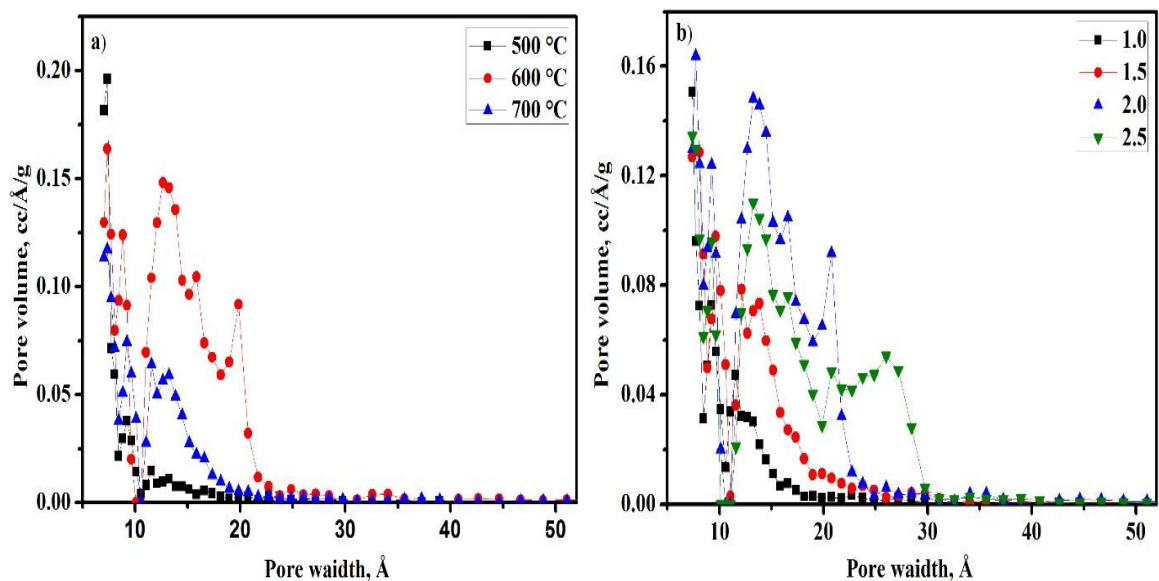 a)
500 °C
600 °C
700 °C
0.20
0.15
0.10
0.05
0.00
Pore volume, cc/Å/g
10 20 30 40 50
Pore waidth, Å
b)
1.0
1.5
2.0
2.5
0.16
0.12
0.08
0.04
0.00
Pore volume, cc/Å/g
10 20 30 40 50
Pore waidth, Å